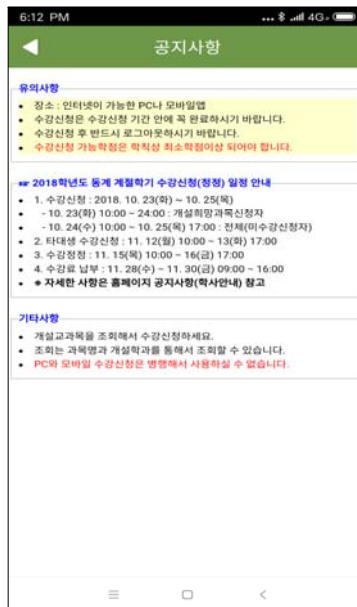 6:12 PM ... 4G
공지사항
유의사항
• 장소 : 인터넷이 가능한 PC나 모바일앱
• 수강신청은 수강신청 기간 안에 꼭 완료하시기 바랍니다.
• 수강신청 후 반드시 로그아웃하시기 바랍니다.
• 수강신청 가능학점은 학칙상 최소학점이상 되어야 합니다.
☞ 2018학년도 동계 계절학기 수강신청(정정) 일정 안내
• 1. 수강신청 : 2018. 10. 23(화) ~ 10. 25(목)
• - 10. 23(화) 10:00 ~ 24:00 : 개설희망과목신청자
• - 10. 24(수) 10:00 ~ 10. 25(목) 17:00 : 전체(미수강신청자)
• 2. 타대생 수강신청 : 11. 12(월) 10:00 ~ 13(화) 17:00
• 3. 수강정정 : 11. 15(목) 10:00 ~ 16(금) 17:00
• 4. 수강료 납부 : 11. 28(수) ~ 11. 30(금) 09:00 ~ 16:00
• ※ 자세한 사항은 홈페이지 공지사항(학사안내) 참고
기타사항
• 개설교과목을 조회해서 수강신청하세요.
• 조회는 과목명과 개설학과를 통해서 조회할 수 있습니다.
• PC와 모바일 수강신청은 병행해서 사용하실 수 없습니다.